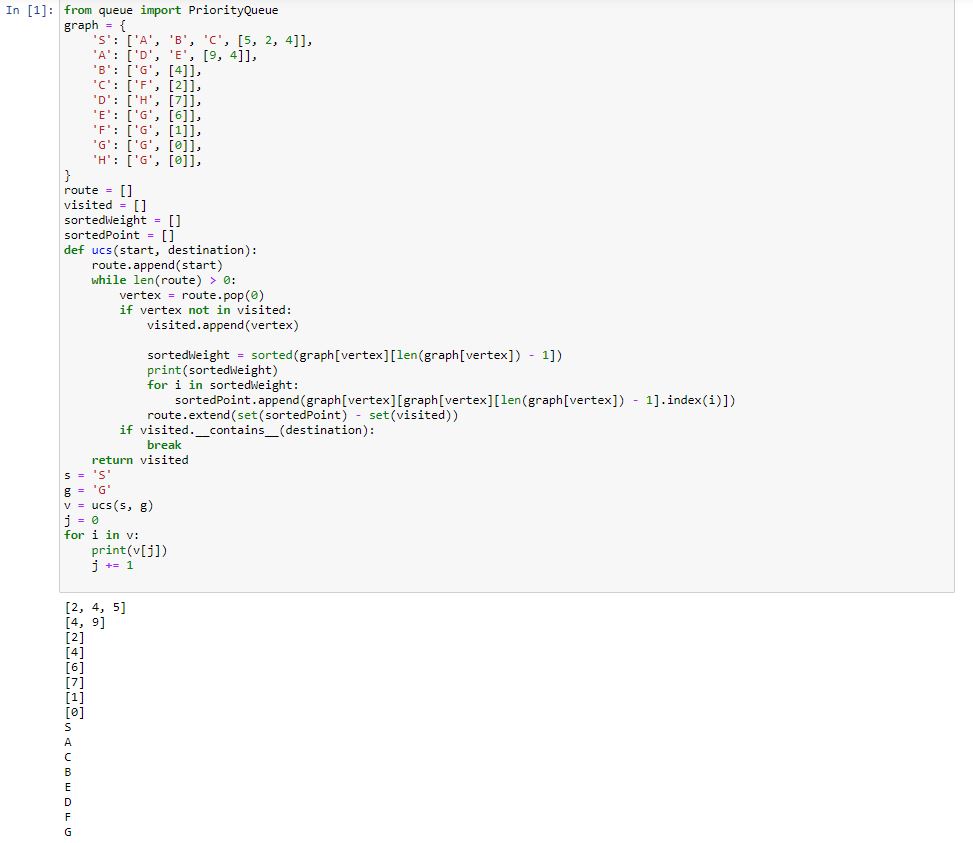 In [1]: from queue import PriorityQueue
graph = {
    'S': ['A', 'B', 'C', [5, 2, 4]],
    'A': ['D', 'E', [9, 4]],
    'B': ['G', [4]],
    'C': ['F', [2]],
    'D': ['H', [7]],
    'E': ['G', [6]],
    'F': ['G', [1]],
    'G': ['G', [0]],
    'H': ['G', [0]],
}
route = []
visited = []
sortedWeight = []
sortedPoint = []
def ucs(start, destination):
    route.append(start)
    while len(route) > 0:
        vertex = route.pop(0)
        if vertex not in visited:
            visited.append(vertex)

            sortedWeight = sorted(graph[vertex][len(graph[vertex]) - 1])
            print(sortedWeight)
            for i in sortedWeight:
                sortedPoint.append(graph[vertex][graph[vertex][len(graph[vertex]) - 1].index(i)])
            route.extend(set(sortedPoint) - set(visited))
        if visited.__contains__(destination):
            break
    return visited
s = 'S'
g = 'G'
v = ucs(s, g)
j = 0
for i in v:
    print(v[j])
    j += 1
[2, 4, 5]
[4, 9]
[2]
[4]
[6]
[7]
[1]
[0]
S
A
C
B
E
D
F
G